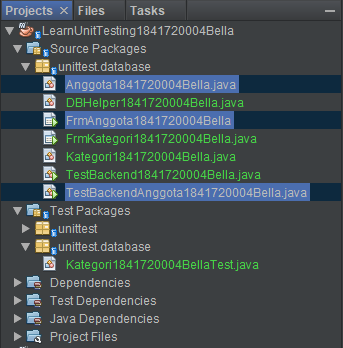 Projects Files Tasks
LearnUnitTesting1841720004Bella
Source Packages
unittest.database
Anggota1841720004Bella.java
DBHelper1841720004Bella.java
FrmAnggota1841720004Bella
FrmKategori1841720004Bella.java
Kategori1841720004Bella.java
TestBackend1841720004Bella.java
TestBackendAnggota1841720004Bella.java
Test Packages
unittest
unittest.database
Kategori1841720004BellaTest.java
Dependencies
Test Dependencies
Java Dependencies
Project Files